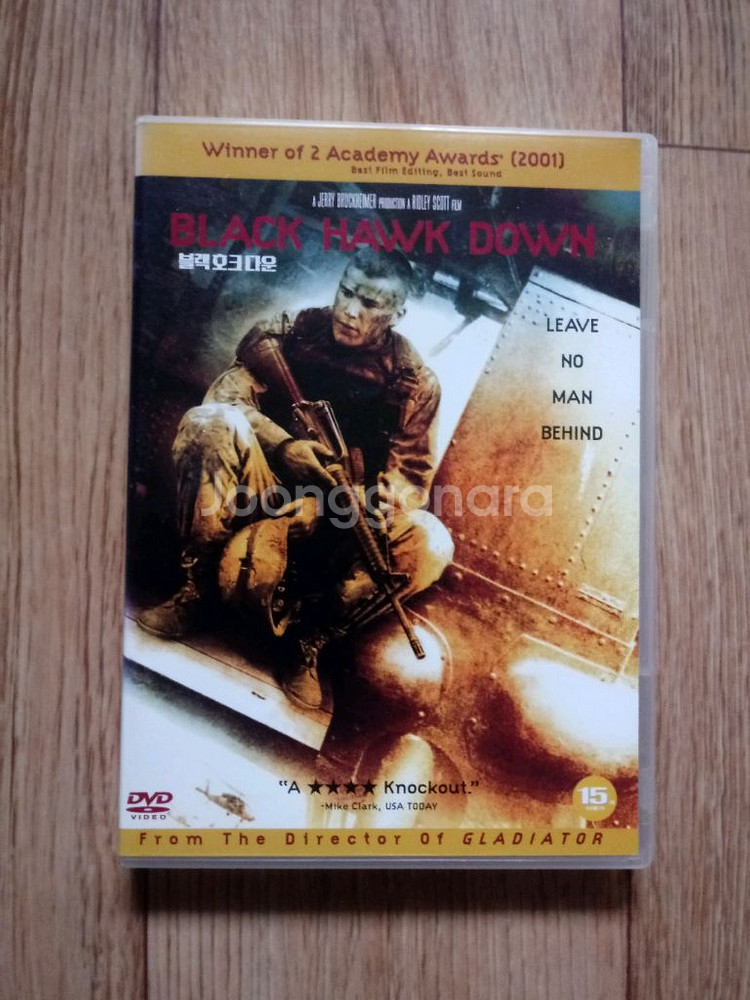 Winner of 2 Academy Awards® (2001)
Best Film Editing, Best Sound
A JERRY BRUCKHEIMER PRODUCTION A RIDLEY SCOTT FILM
BLACK HAWK DOWN
블랙 호크 다운
LEAVE
NO
MAN
BEHIND
Joonggonara
"A ★★★★ Knockout."
-Mike Clark, USA TODAY
DVD
VIDEO
15
From The Director Of GLADIATOR